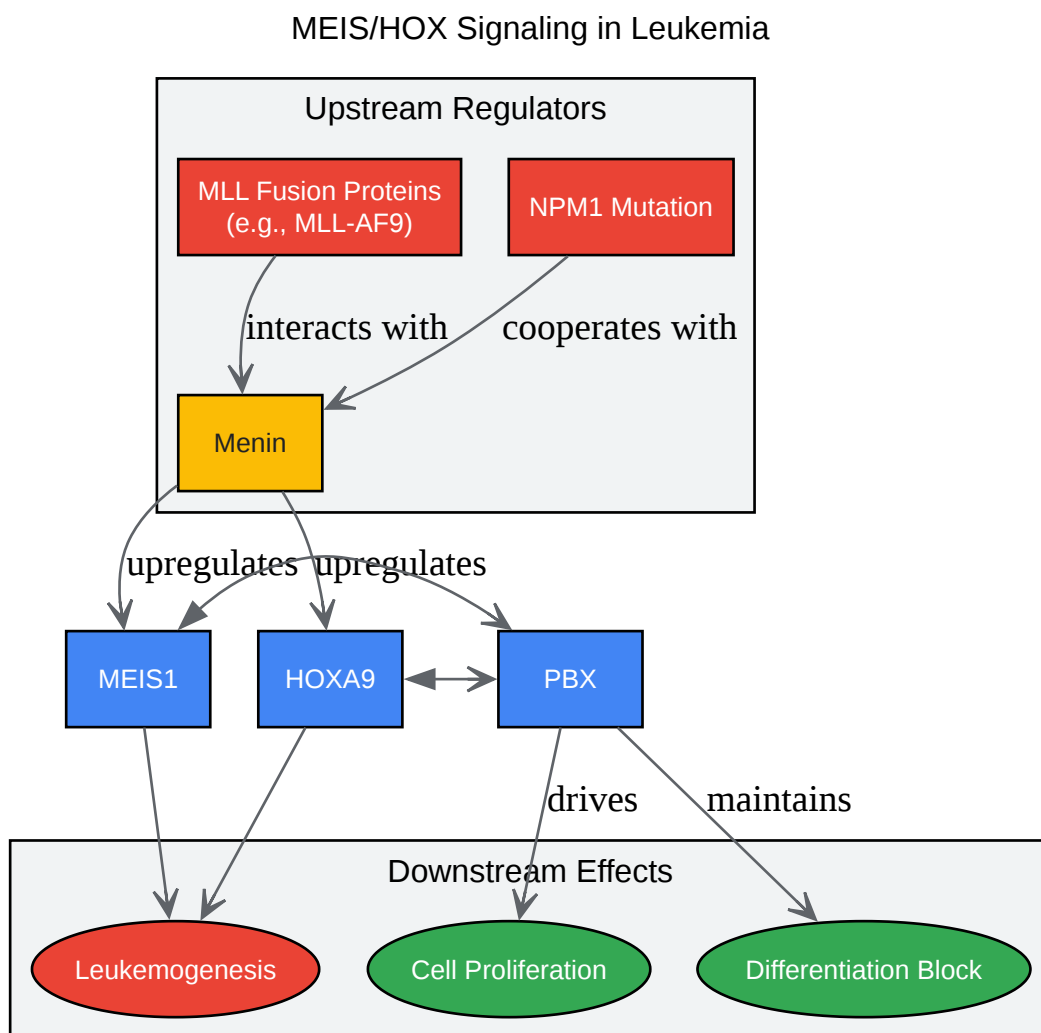 MEIS/HOX Signaling in Leukemia
Upstream Regulators
MLL Fusion Proteins
(e.g., MLL-AF9)
NPM1 Mutation
interacts with
cooperates with
Menin
upregulates
upregulates
MEIS1
HOXA9
PBX
drives
maintains
Downstream Effects
Leukemogenesis
Cell Proliferation
Differentiation Block